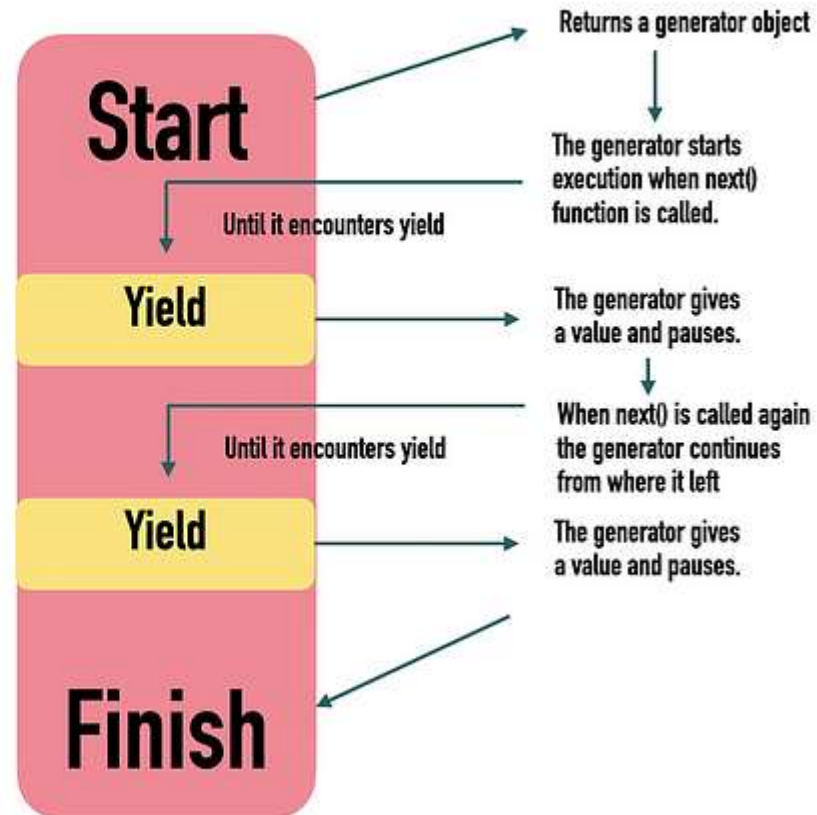 Returns a generator object
Start
The generator starts
execution when next()
function is called.
Until it encounters yield
Yield
The generator gives
a value and pauses.
When next() is called again
the generator continues
from where it left
Until it encounters yield
Yield
The generator gives
a value and pauses.
Finish